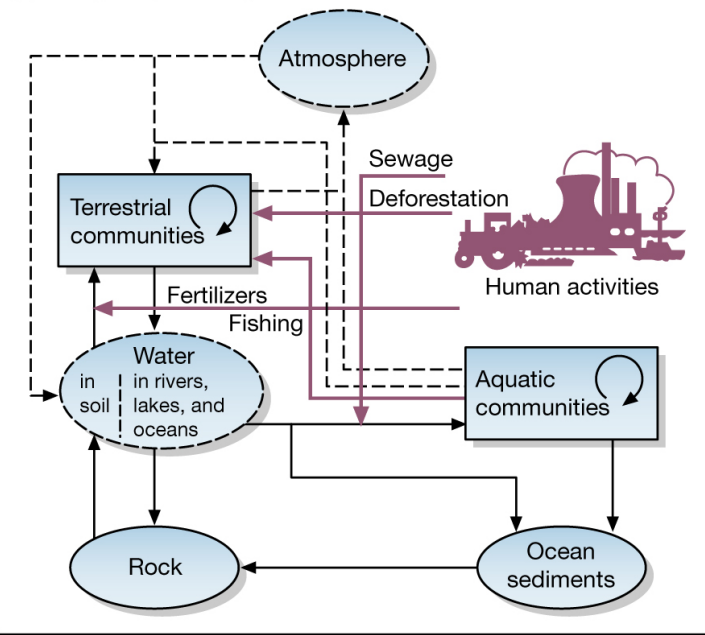 Atmosphere
Sewage
Deforestation
Terrestrial
communities
Human activities
Fertilizers
Fishing
Water
in
soil
in rivers,
lakes, and
oceans
Aquatic
communities
Rock
Ocean
sediments